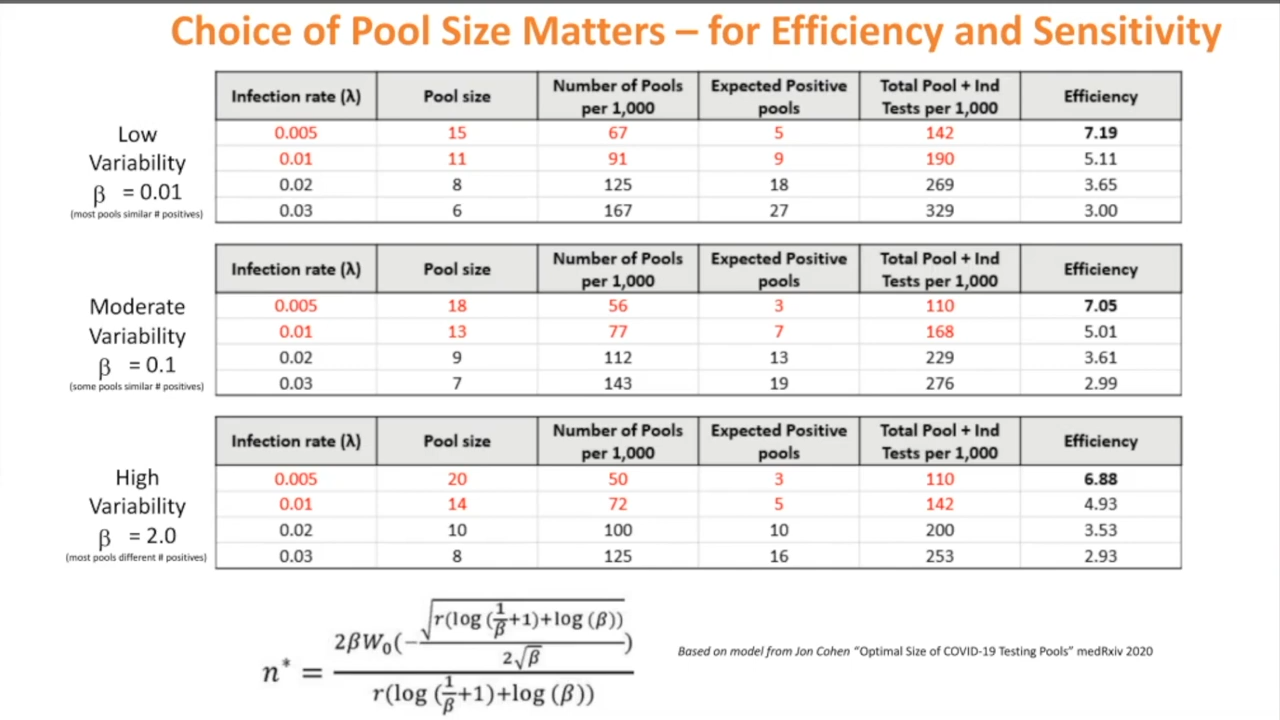 Choice of Pool Size Matters – for Efficiency and Sensitivity
Infection rate (λ) Pool size Number of Pools per 1,000 Expected Positive pools Total Pool + Ind Tests per 1,000 Efficiency
Low
Variability
β = 0.01
(most pools similar # positives)
0.005 15 67 5 142 7.19
0.01 11 91 9 190 5.11
0.02 8 125 18 269 3.65
0.03 6 167 27 329 3.00
Infection rate (λ) Pool size Number of Pools per 1,000 Expected Positive pools Total Pool + Ind Tests per 1,000 Efficiency
Moderate
Variability
β = 0.1
(some pools similar # positives)
0.005 18 56 3 110 7.05
0.01 13 77 7 168 5.01
0.02 9 112 13 229 3.61
0.03 7 143 19 276 2.99
Infection rate (λ) Pool size Number of Pools per 1,000 Expected Positive pools Total Pool + Ind Tests per 1,000 Efficiency
High
Variability
β = 2.0
(most pools different # positives)
0.005 20 50 3 110 6.88
0.01 14 72 5 142 4.93
0.02 10 100 10 200 3.53
0.03 8 125 16 253 2.93
n* = 2βW₀(−√(r(log (1/β+1)+log (β)))/2√β) / r(log (1/β+1)+log (β))
Based on model from Jon Cohen “Optimal Size of COVID-19 Testing Pools” medRxiv 2020